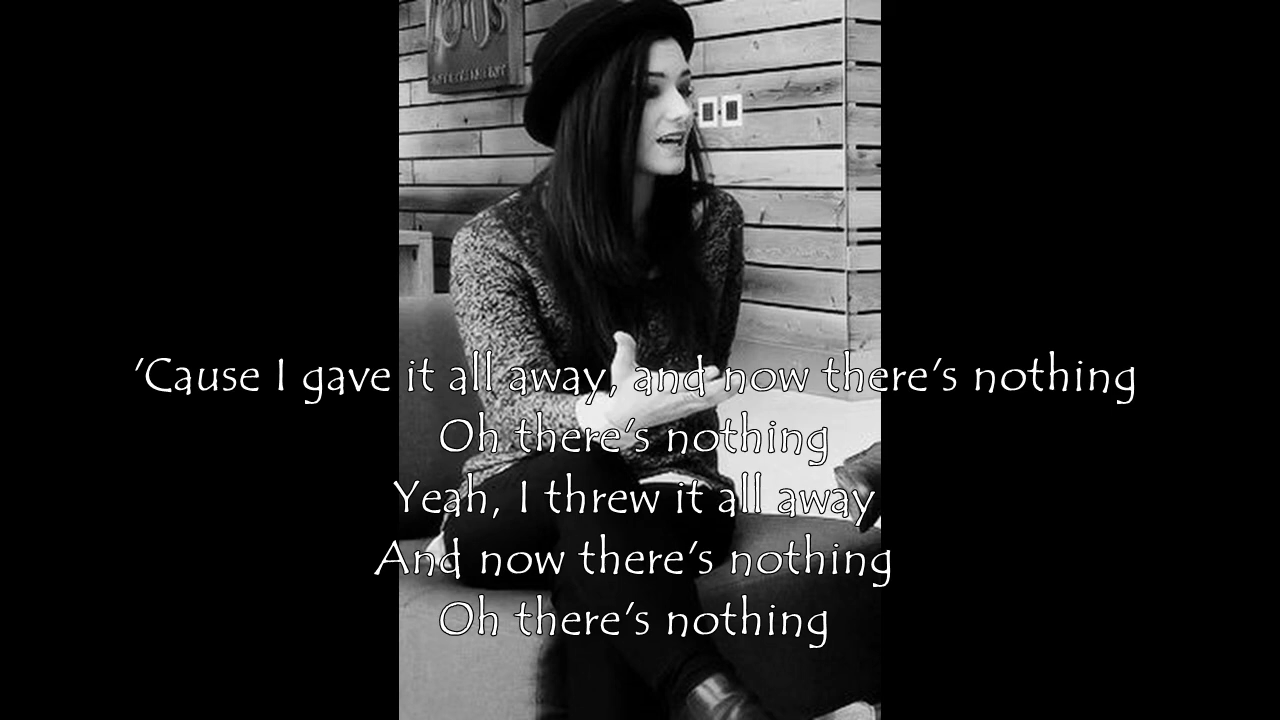 'Cause I gave it all away, and now there's nothing
Oh there's nothing
Yeah, I threw it all away
And now there's nothing
Oh there's nothing